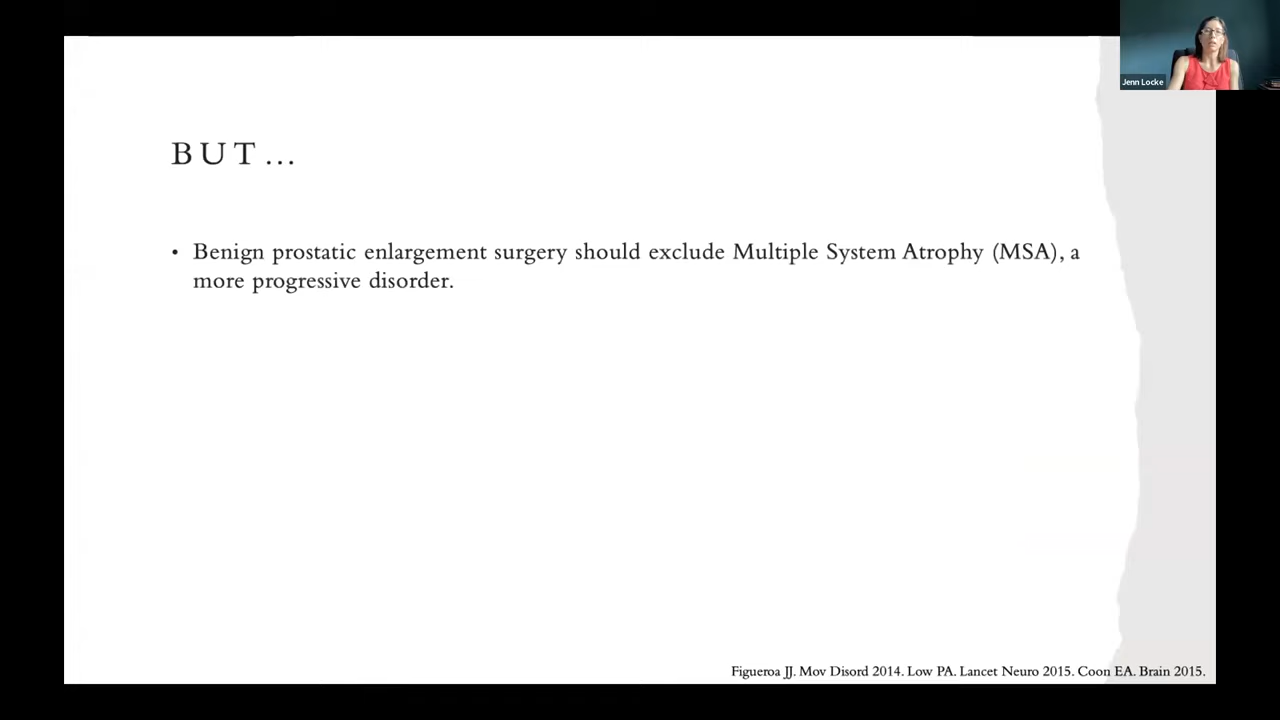 Jenn Locke
BUT…
• Benign prostatic enlargement surgery should exclude Multiple System Atrophy (MSA), a
more progressive disorder.
Figueroa JJ. Mov Disord 2014. Low PA. Lancet Neuro 2015. Coon EA. Brain 2015.